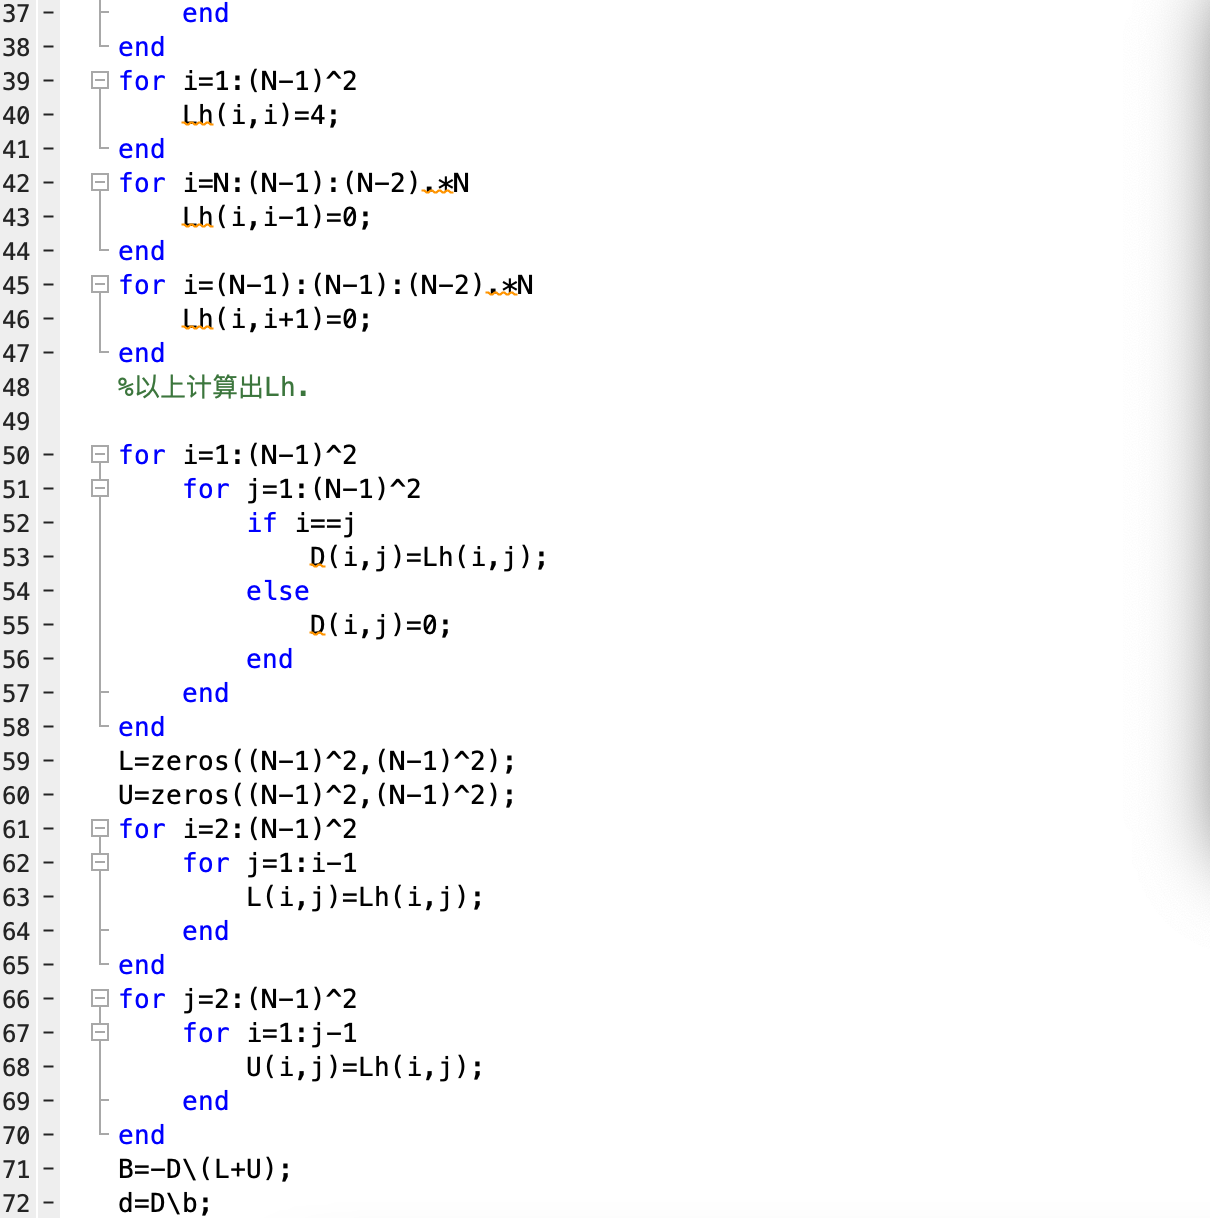 37 -         end
38 -     end
39 -     for i=1:(N-1)^2
40 -         Lh(i,i)=4;
41 -     end
42 -     for i=N:(N-1):(N-2).*N
43 -         Lh(i,i-1)=0;
44 -     end
45 -     for i=(N-1):(N-1):(N-2).*N
46 -         Lh(i,i+1)=0;
47 -     end
48       %以上计算出Lh.
49
50 -     for i=1:(N-1)^2
51 -         for j=1:(N-1)^2
52 -             if i==j
53 -                 D(i,j)=Lh(i,j);
54 -             else
55 -                 D(i,j)=0;
56 -             end
57 -         end
58 -     end
59 -     L=zeros((N-1)^2,(N-1)^2);
60 -     U=zeros((N-1)^2,(N-1)^2);
61 -     for i=2:(N-1)^2
62 -         for j=1:i-1
63 -             L(i,j)=Lh(i,j);
64 -         end
65 -     end
66 -     for j=2:(N-1)^2
67 -         for i=1:j-1
68 -             U(i,j)=Lh(i,j);
69 -         end
70 -     end
71 -     B=-D\(L+U);
72 -     d=D\b;